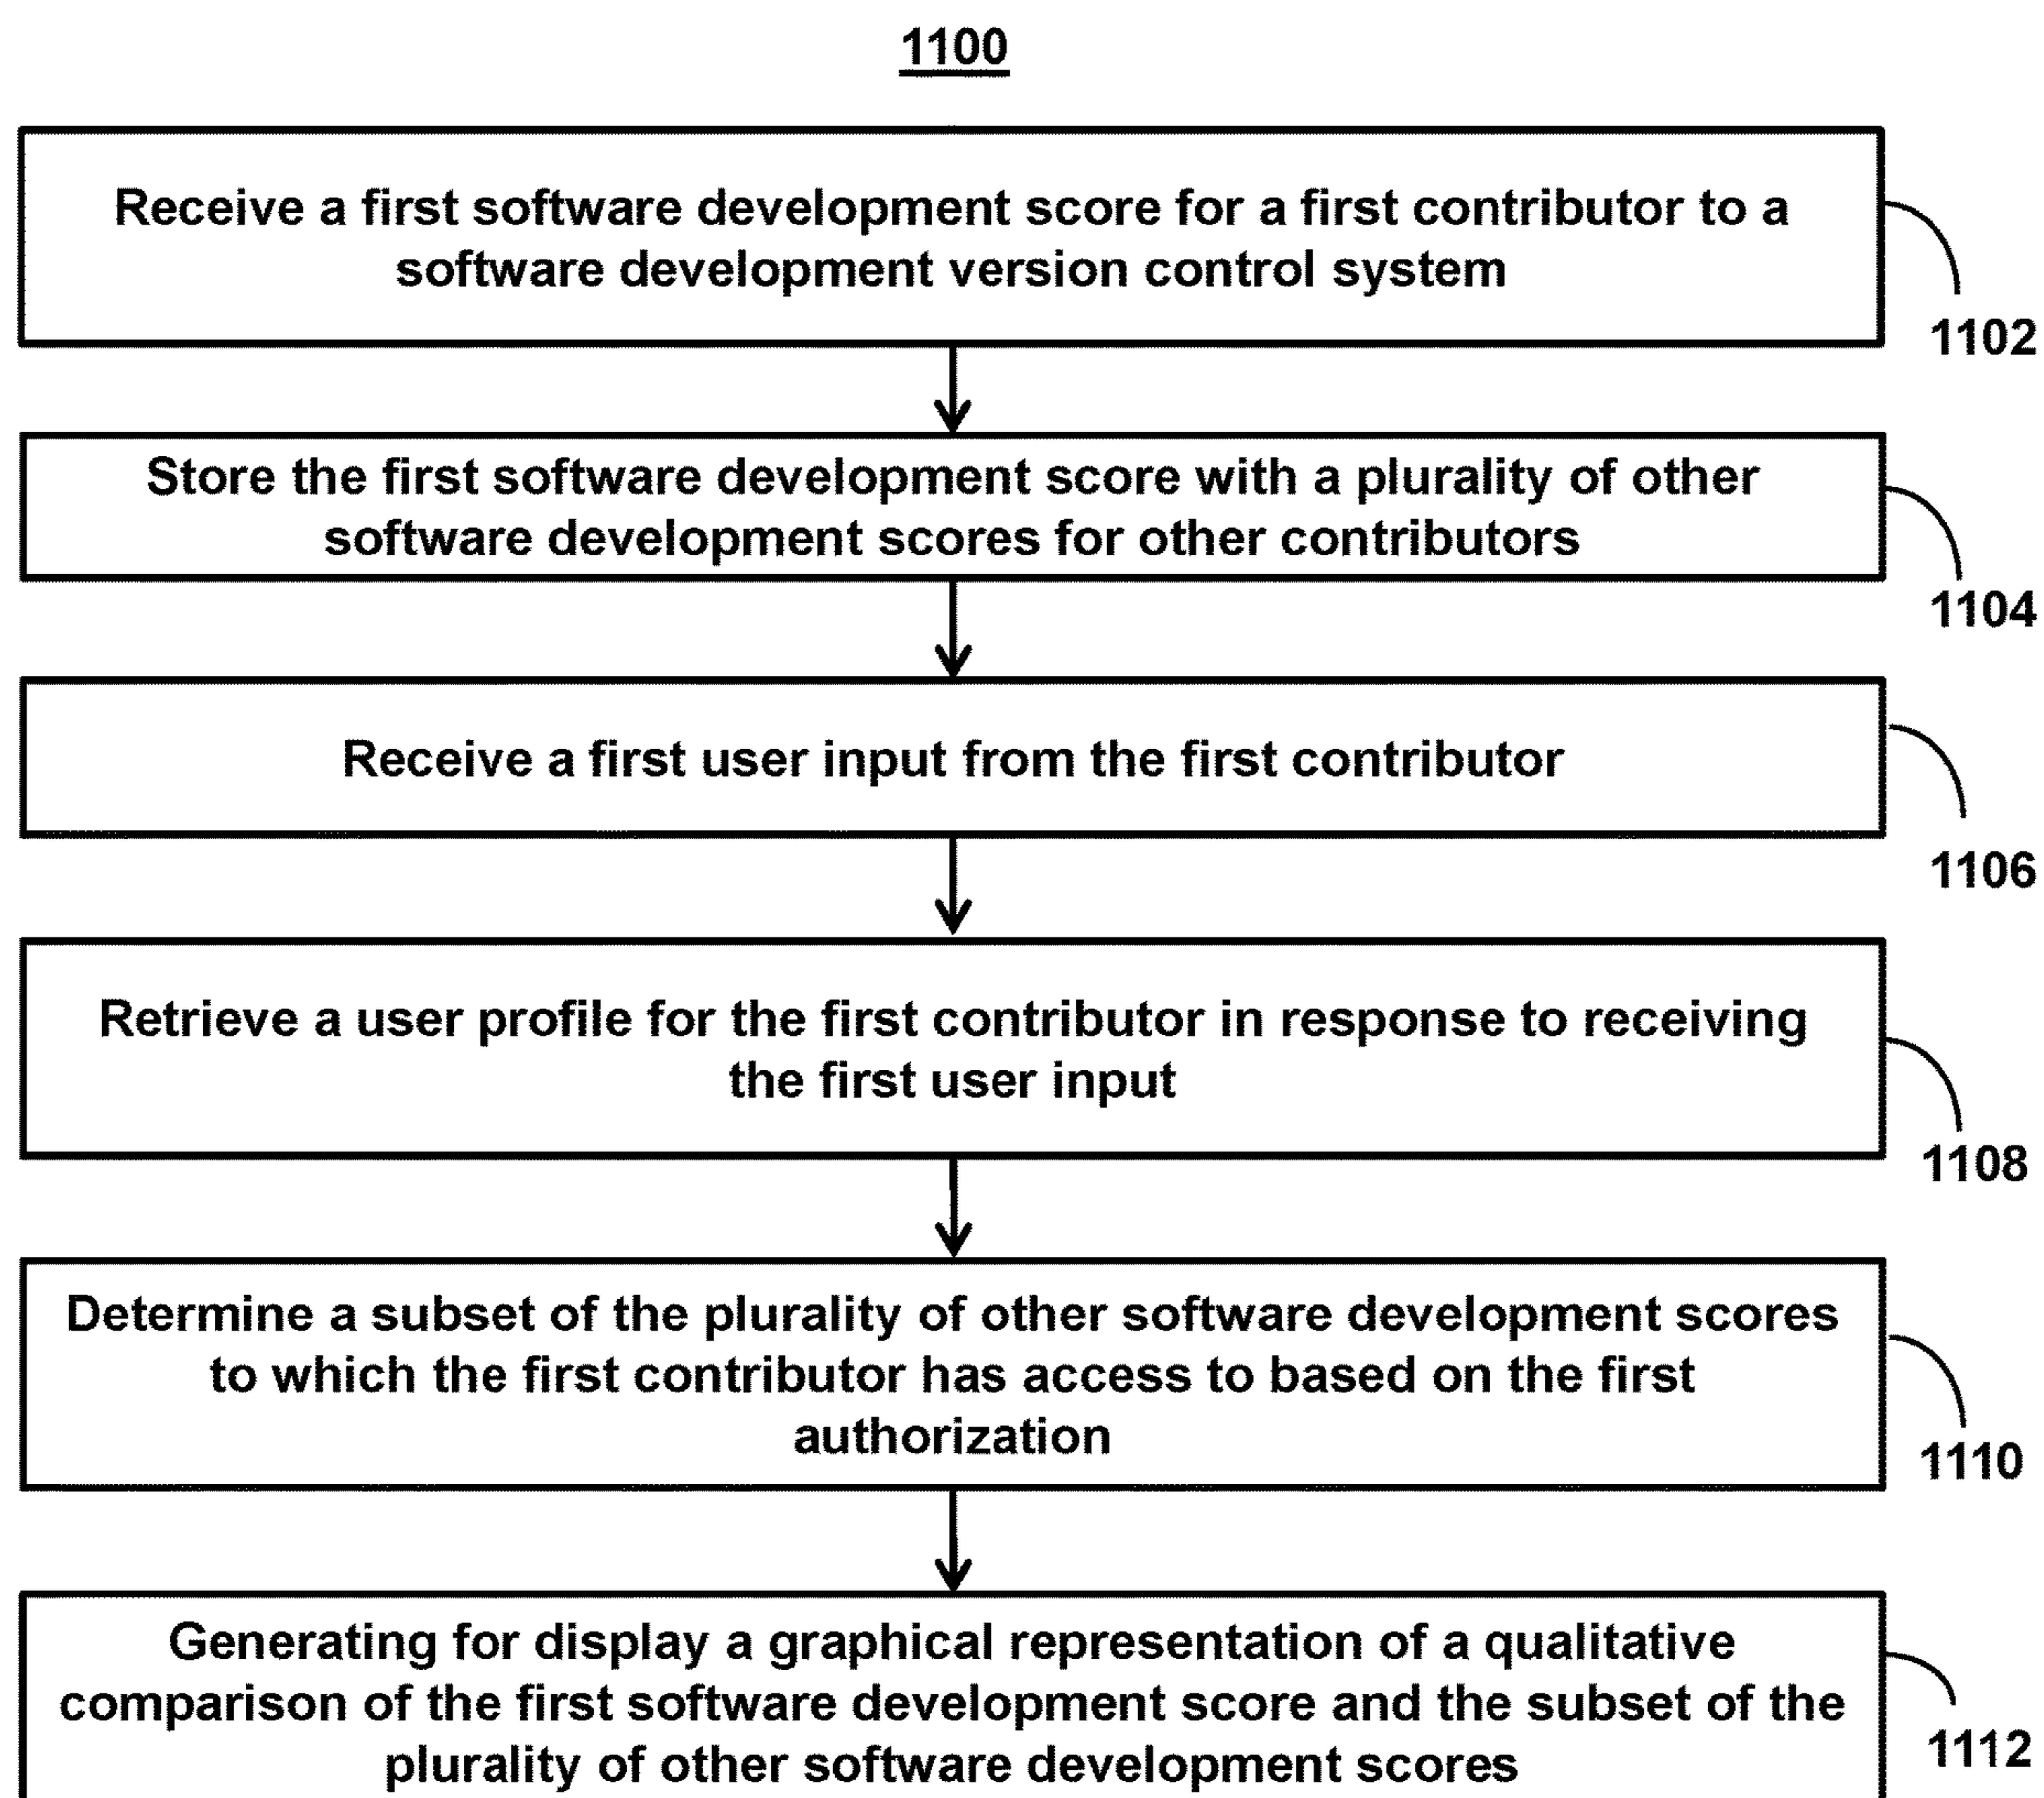 1100
Receive a first software development score for a first contributor to a
software development version control system
1102
Store the first software development score with a plurality of other
software development scores for other contributors
1104
Receive a first user input from the first contributor
1106
Retrieve a user profile for the first contributor in response to receiving
the first user input
1108
Determine a subset of the plurality of other software development scores
to which the first contributor has access to based on the first
authorization
1110
Generating for display a graphical representation of a qualitative
comparison of the first software development score and the subset of the
plurality of other software development scores
1112